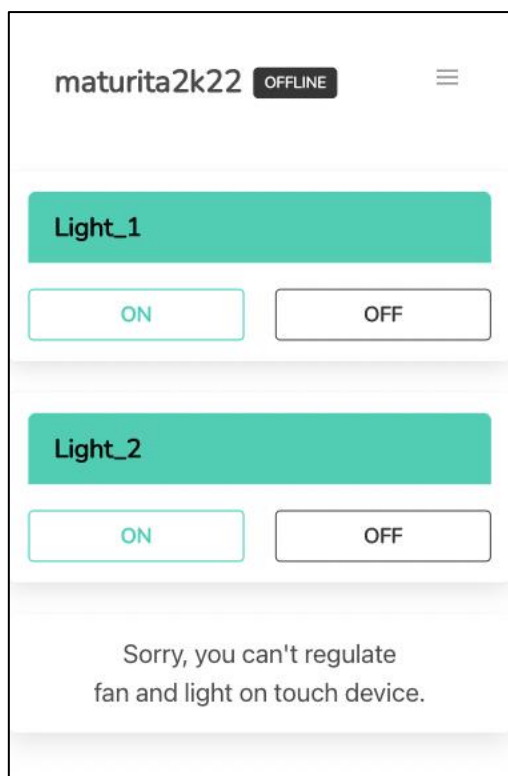 maturita2k22 OFFLINE
Light_1
ON OFF
Light_2
ON OFF
Sorry, you can't regulate
fan and light on touch device.